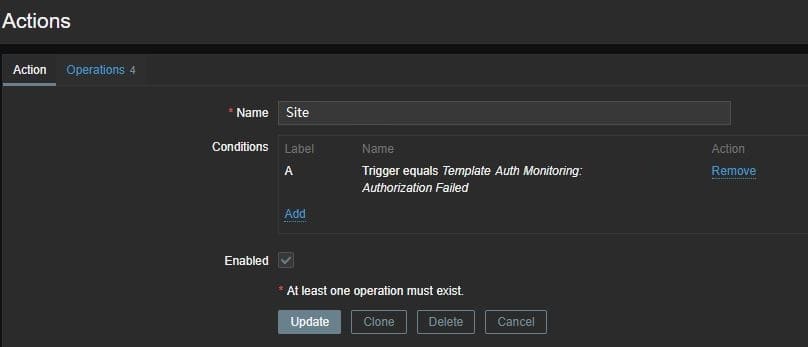 Actions
Action Operations 4
* Name Site
Conditions Label Name Action
A Trigger equals Template Auth Monitoring: Remove
Authorization Failed
Add
Enabled
* At least one operation must exist.
Update Clone Delete Cancel